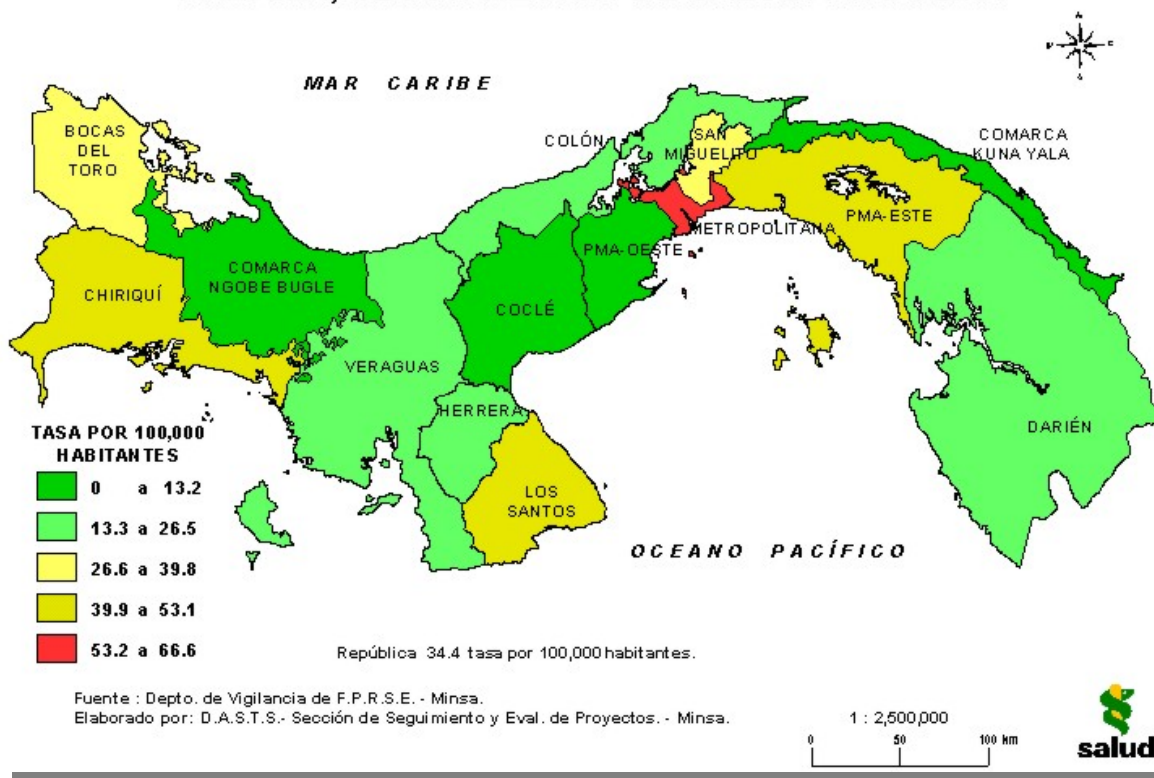 MAR CARIBE
BOCAS
DEL
TORO
COLÓN
SAN
MIGUELITO
COMARCA
KUNA YALA
PMA-ESTE
METROPOLITANA
PMA-OESTE
COMARCA
NGOBE BUGLE
CHIRIQUÍ
COCLÉ
VERAGUAS
HERRERA
DARIÉN
LOS
SANTOS
OCEANO PACÍFICO
TASA POR 100,000
HABITANTES
0 a 13.2
13.3 a 26.5
26.6 a 39.8
39.9 a 53.1
53.2 a 66.6
República 34.4 tasa por 100,000 habitantes.
Fuente : Depto. de Vigilancia de F.P.R.S.E. - Minsa.
Elaborado por: D.A.S.T.S.- Sección de Seguimiento y Eval. de Proyectos. - Minsa.
1 : 2,500,000
0 50 100 km
salud